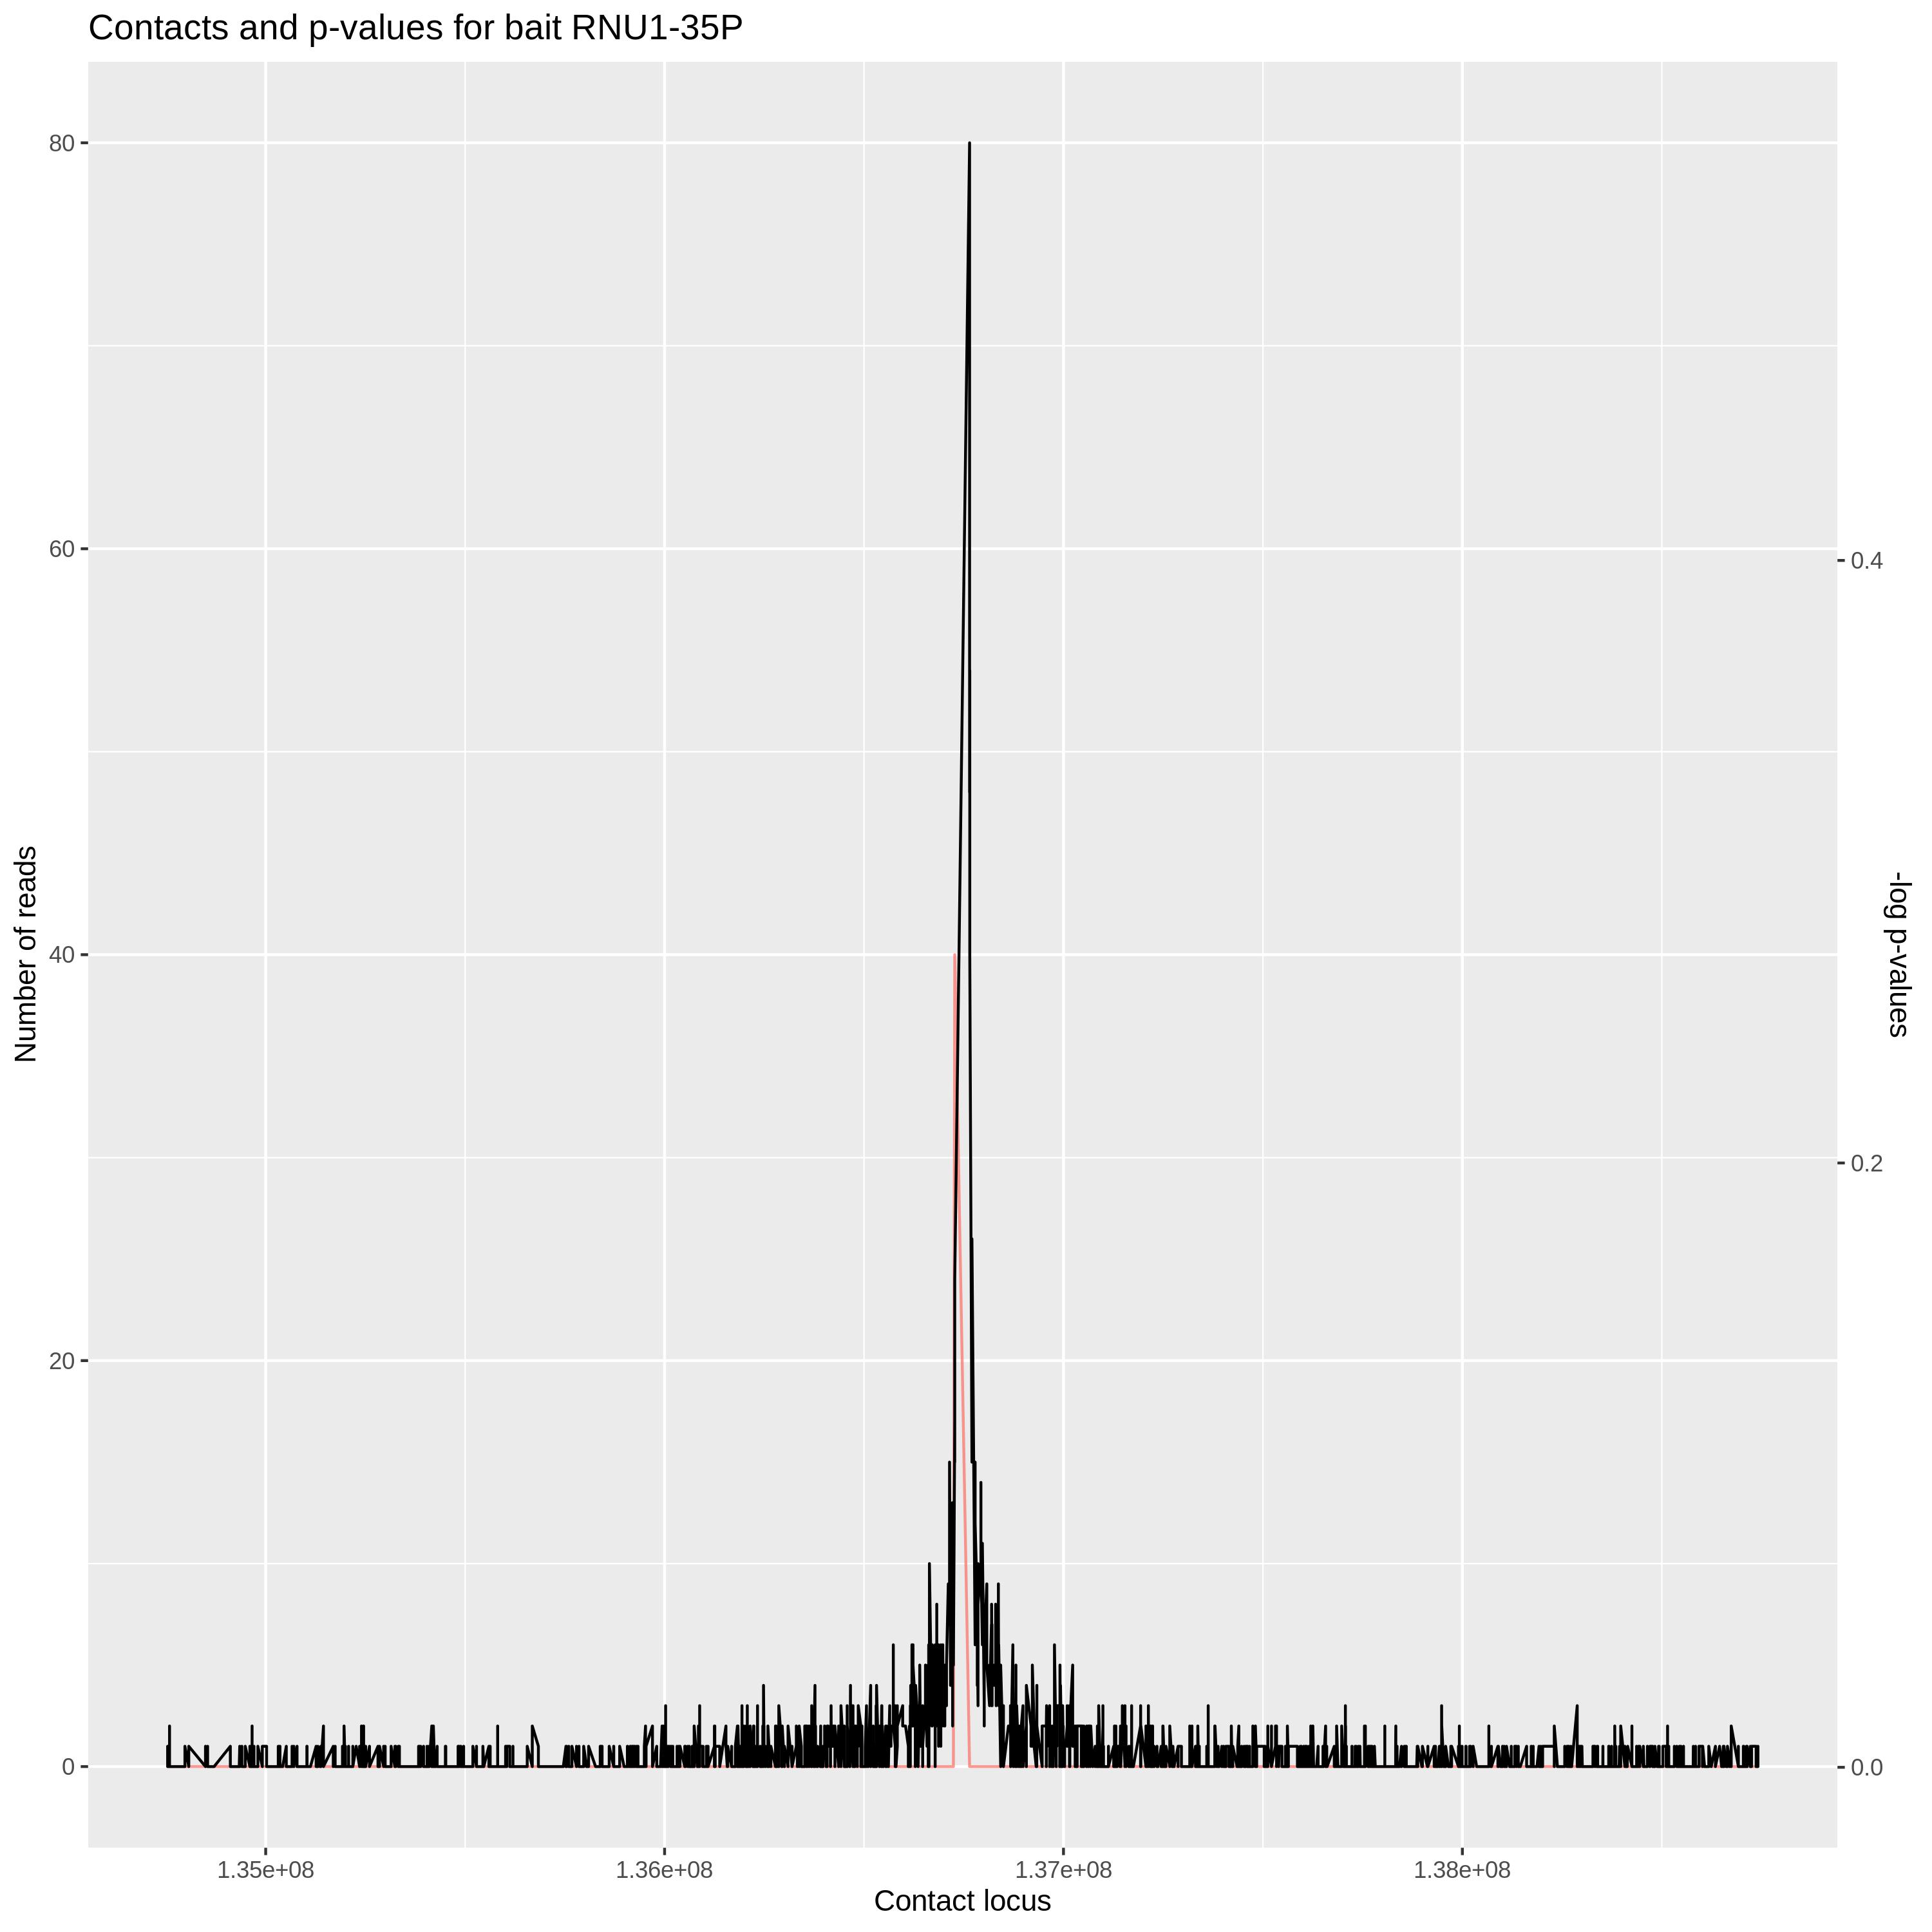 Contacts and p-values for bait RNU1-35P
80
60
40
20
0
Number of reads
0.4
0.2
0.0
-log p-values
1.35e+08
1.36e+08
1.37e+08
1.38e+08
Contact locus